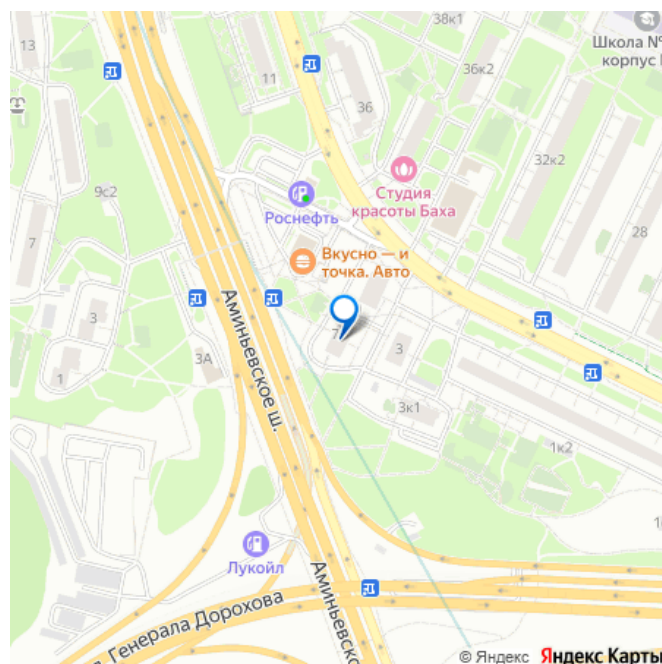 38к1
Школа №
корпус
13
11
36к2
36
32к2
9с2
Студия
красоты Баха
Роснефть
28
7
Вкусно — и
точка. Авто
3
7
3А
3
1
Аминьевское ш.
3к1
1к2
Лукойл
Аминьевско
Генерала Дорохова
© Яндекс Яндекс Карты